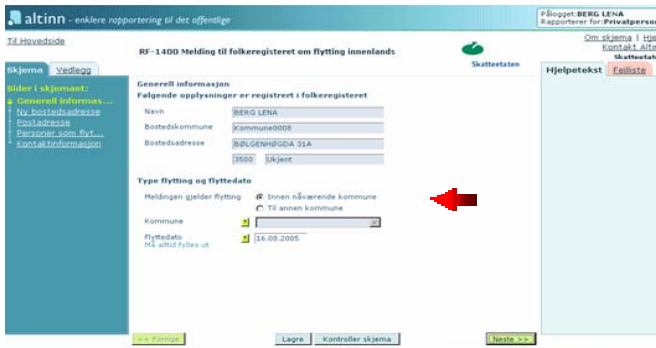 altinn - enklere rapportering til det offentlige
Pålogget:BERG LENA
Rapporterer for:Privatperson
Til Hovedside
Om skjema | Hje
Kontakt Alti
Skatteetat
RF-1400 Melding til folkeregisteret om flytting innenlands
Skatteetaten
Skjema Vedlegg
Hjelpetekst Feilliste
Sider i skjemaet:
Generell informas...
Ny bostedsadresse
Postadresse
Personer som flyt...
Kontaktinformasjon
Generell informasjon
Følgende opplysninger er registrert i folkeregisteret
Navn BERG LENA
Bostedskommune Kommune0008
Bostedsadresse BØLGENHØGDA 31A
3500 Ukjent
Type flytting og flyttedato
Meldingen gjelder flytting Innen nåværende kommune
Til annen kommune
Kommune
Flyttedato 16.08.2005
Må alltid fylles ut
<< Forrige Lagre Kontroller skjema Neste >>